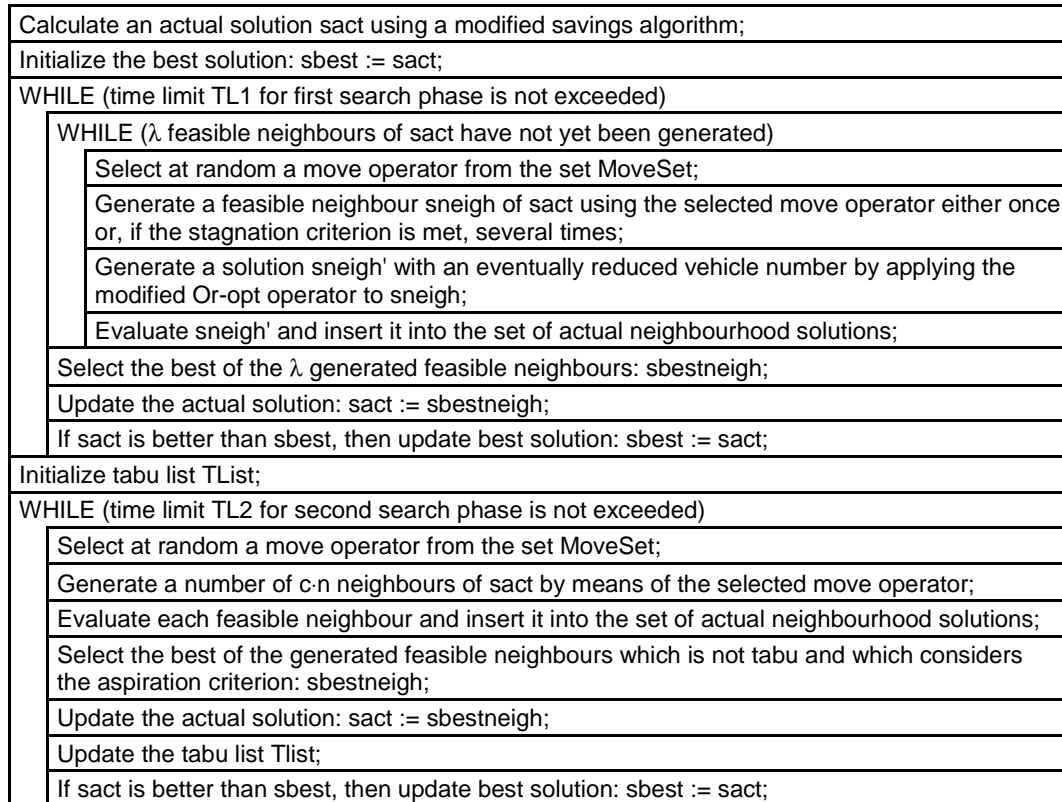 Calculate an actual solution sact using a modified savings algorithm;
Initialize the best solution: sbest := sact;
WHILE (time limit TL1 for first search phase is not exceeded)
WHILE (λ feasible neighbours of sact have not yet been generated)
Select at random a move operator from the set MoveSet;
Generate a feasible neighbour sneigh of sact using the selected move operator either once
or, if the stagnation criterion is met, several times;
Generate a solution sneigh' with an eventually reduced vehicle number by applying the
modified Or-opt operator to sneigh;
Evaluate sneigh' and insert it into the set of actual neighbourhood solutions;
Select the best of the λ generated feasible neighbours: sbestneigh;
Update the actual solution: sact := sbestneigh;
If sact is better than sbest, then update best solution: sbest := sact;
Initialize tabu list TList;
WHILE (time limit TL2 for second search phase is not exceeded)
Select at random a move operator from the set MoveSet;
Generate a number of c·n neighbours of sact by means of the selected move operator;
Evaluate each feasible neighbour and insert it into the set of actual neighbourhood solutions;
Select the best of the generated feasible neighbours which is not tabu and which considers
the aspiration criterion: sbestneigh;
Update the actual solution: sact := sbestneigh;
Update the tabu list Tlist;
If sact is better than sbest, then update best solution: sbest := sact;